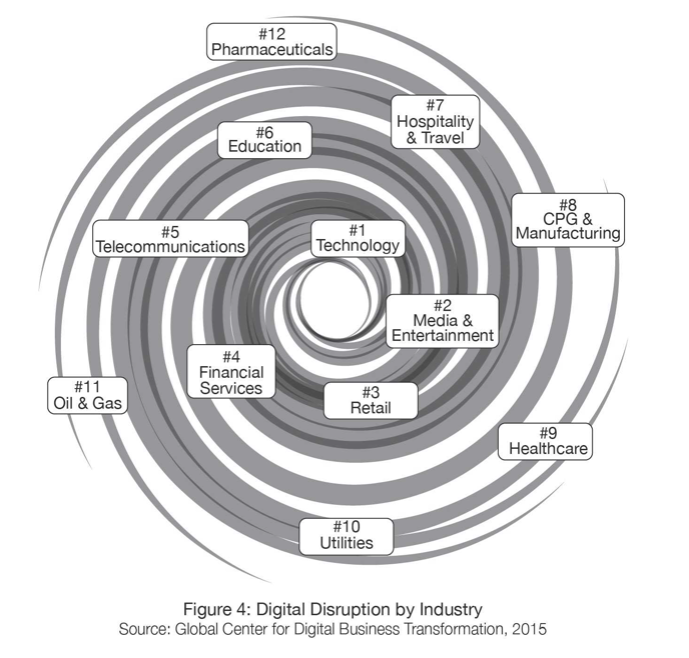 #12
Pharmaceuticals
#7
Hospitality
& Travel
#6
Education
#8
CPG &
Manufacturing
#5
Telecommunications
#1
Technology
#2
Media &
Entertainment
#4
Financial
Services
#3
Retail
#11
Oil & Gas
#9
Healthcare
#10
Utilities
Figure 4: Digital Disruption by Industry
Source: Global Center for Digital Business Transformation, 2015